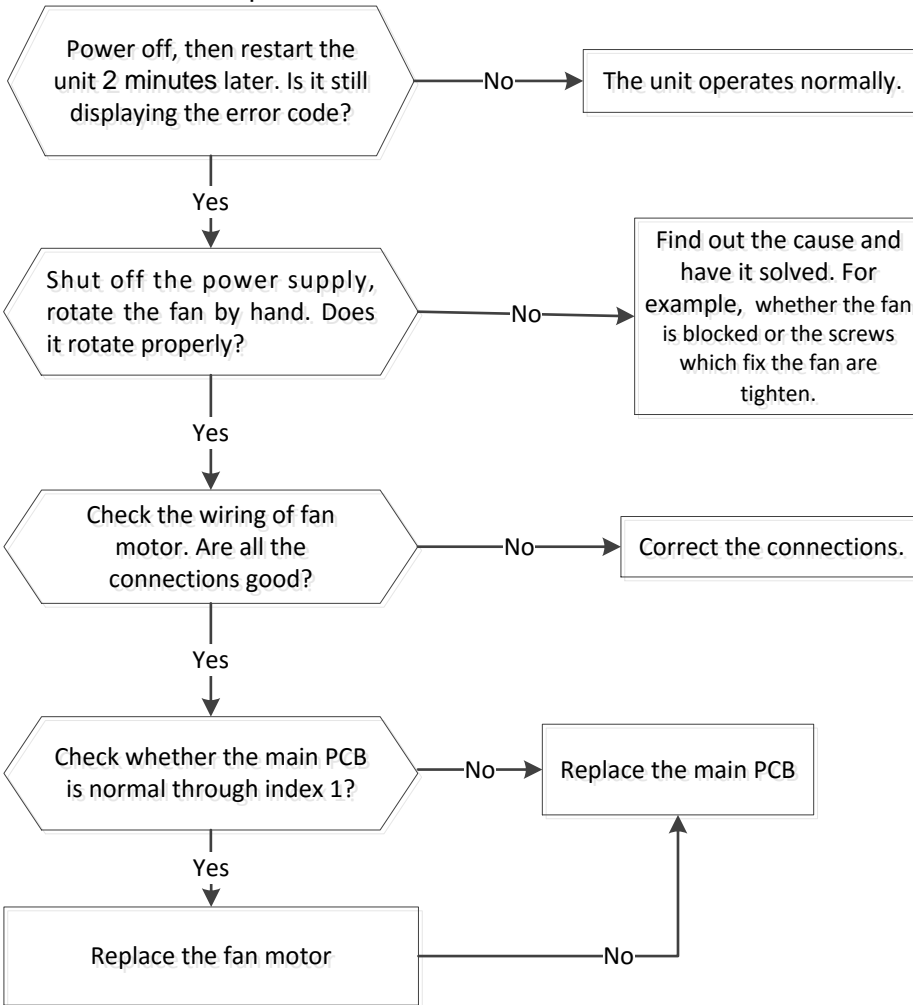 Power off, then restart the
unit 2 minutes later. Is it still
displaying the error code?
No
The unit operates normally.
Yes
Shut off the power supply,
rotate the fan by hand. Does
it rotate properly?
No
Find out the cause and
have it solved. For
example, whether the fan
is blocked or the screws
which fix the fan are
tighten.
Yes
Check the wiring of fan
motor. Are all the
connections good?
No
Correct the connections.
Yes
Check whether the main PCB
is normal through index 1?
No
Replace the main PCB
Yes
Replace the fan motor
No